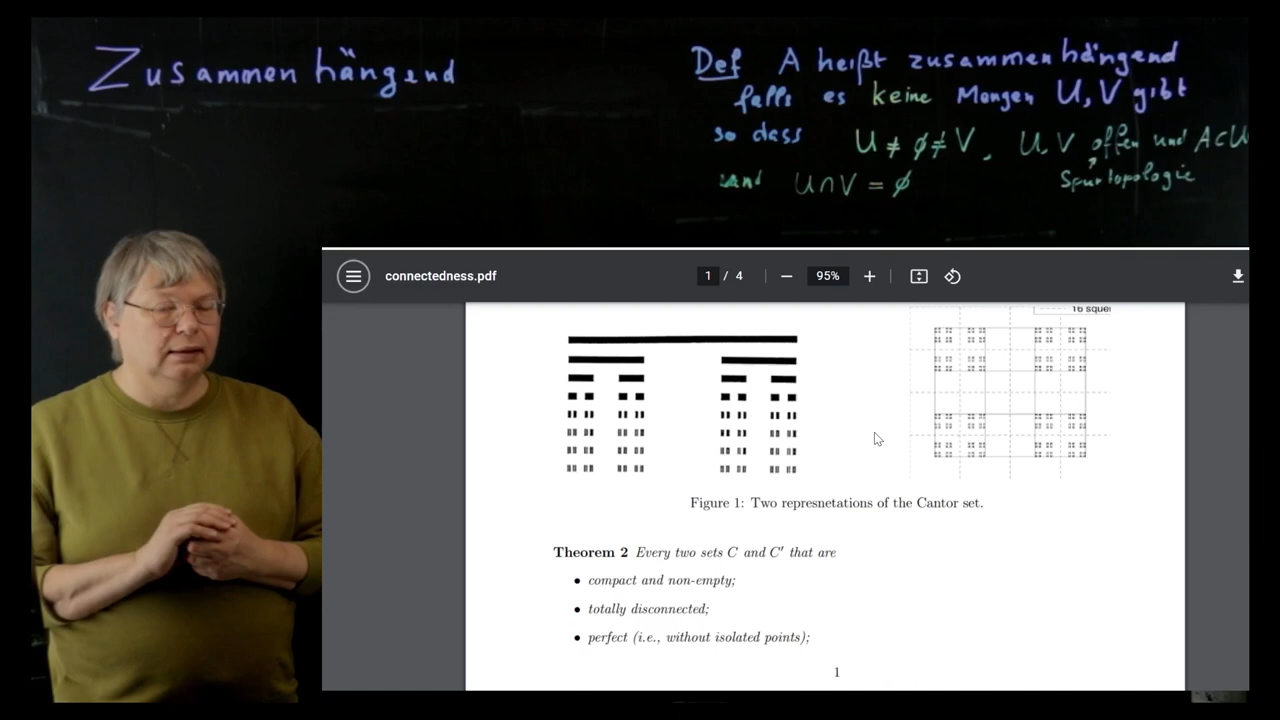 Zusammenhängend
Def A heißt zusammenhängend
falls es keine Mengen U, V gibt
so dass U ≠ ∅ ≠ V, U, V offen und A ⊂ U
und U ∩ V = ∅ Spurtopologie
connectedness.pdf
1 / 4
95%
Figure 1: Two represnetations of the Cantor set.
Theorem 2 Every two sets C and C′ that are
• compact and non-empty;
• totally disconnected;
• perfect (i.e., without isolated points);
1